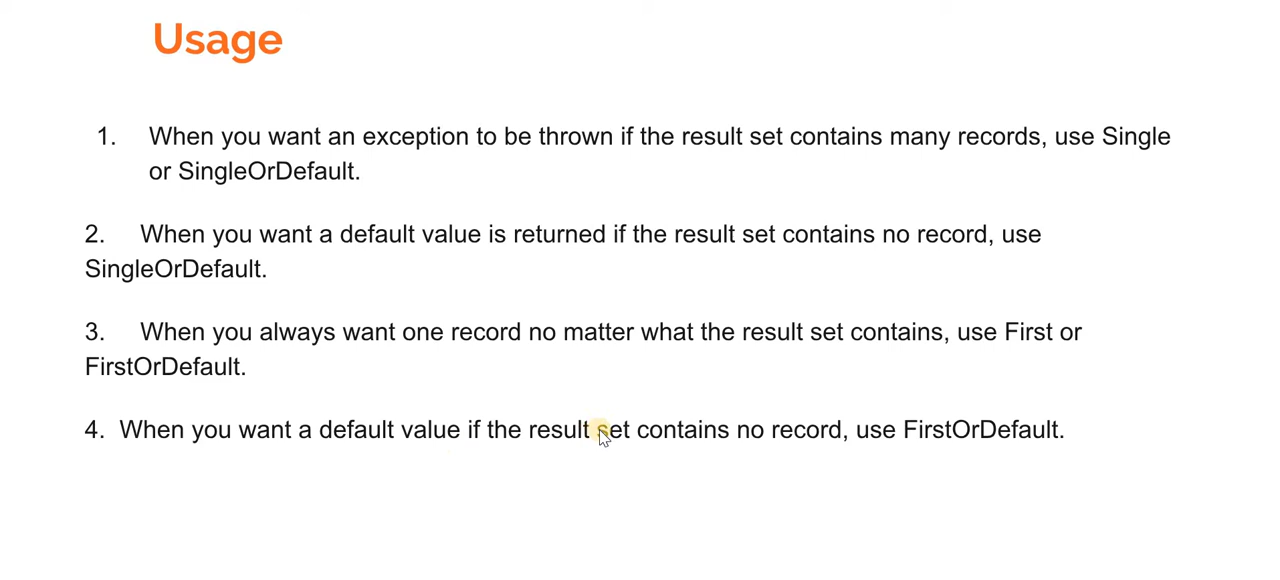 Usage
1. When you want an exception to be thrown if the result set contains many records, use Single
or SingleOrDefault.
2. When you want a default value is returned if the result set contains no record, use
SingleOrDefault.
3. When you always want one record no matter what the result set contains, use First or
FirstOrDefault.
4. When you want a default value if the result set contains no record, use FirstOrDefault.